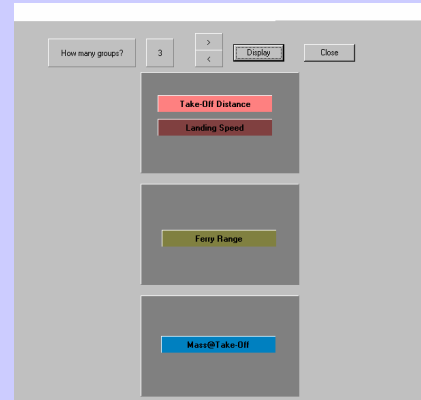 How many groups? 3 > < Display Close
Take-Off Distance
Landing Speed
Ferry Range
Mass@Take-Off